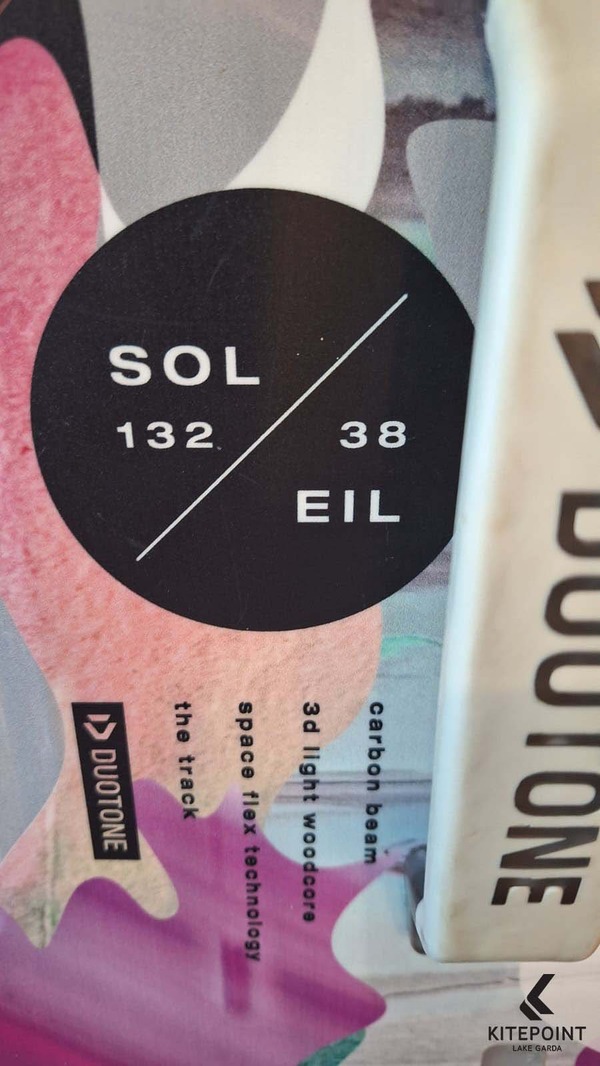 SOL
132
38
EIL
carbon beam
3d light woodcore
space flex technology
the track
DUOTONE
DUOTONE
KITEPOINT
LAKE GARDA